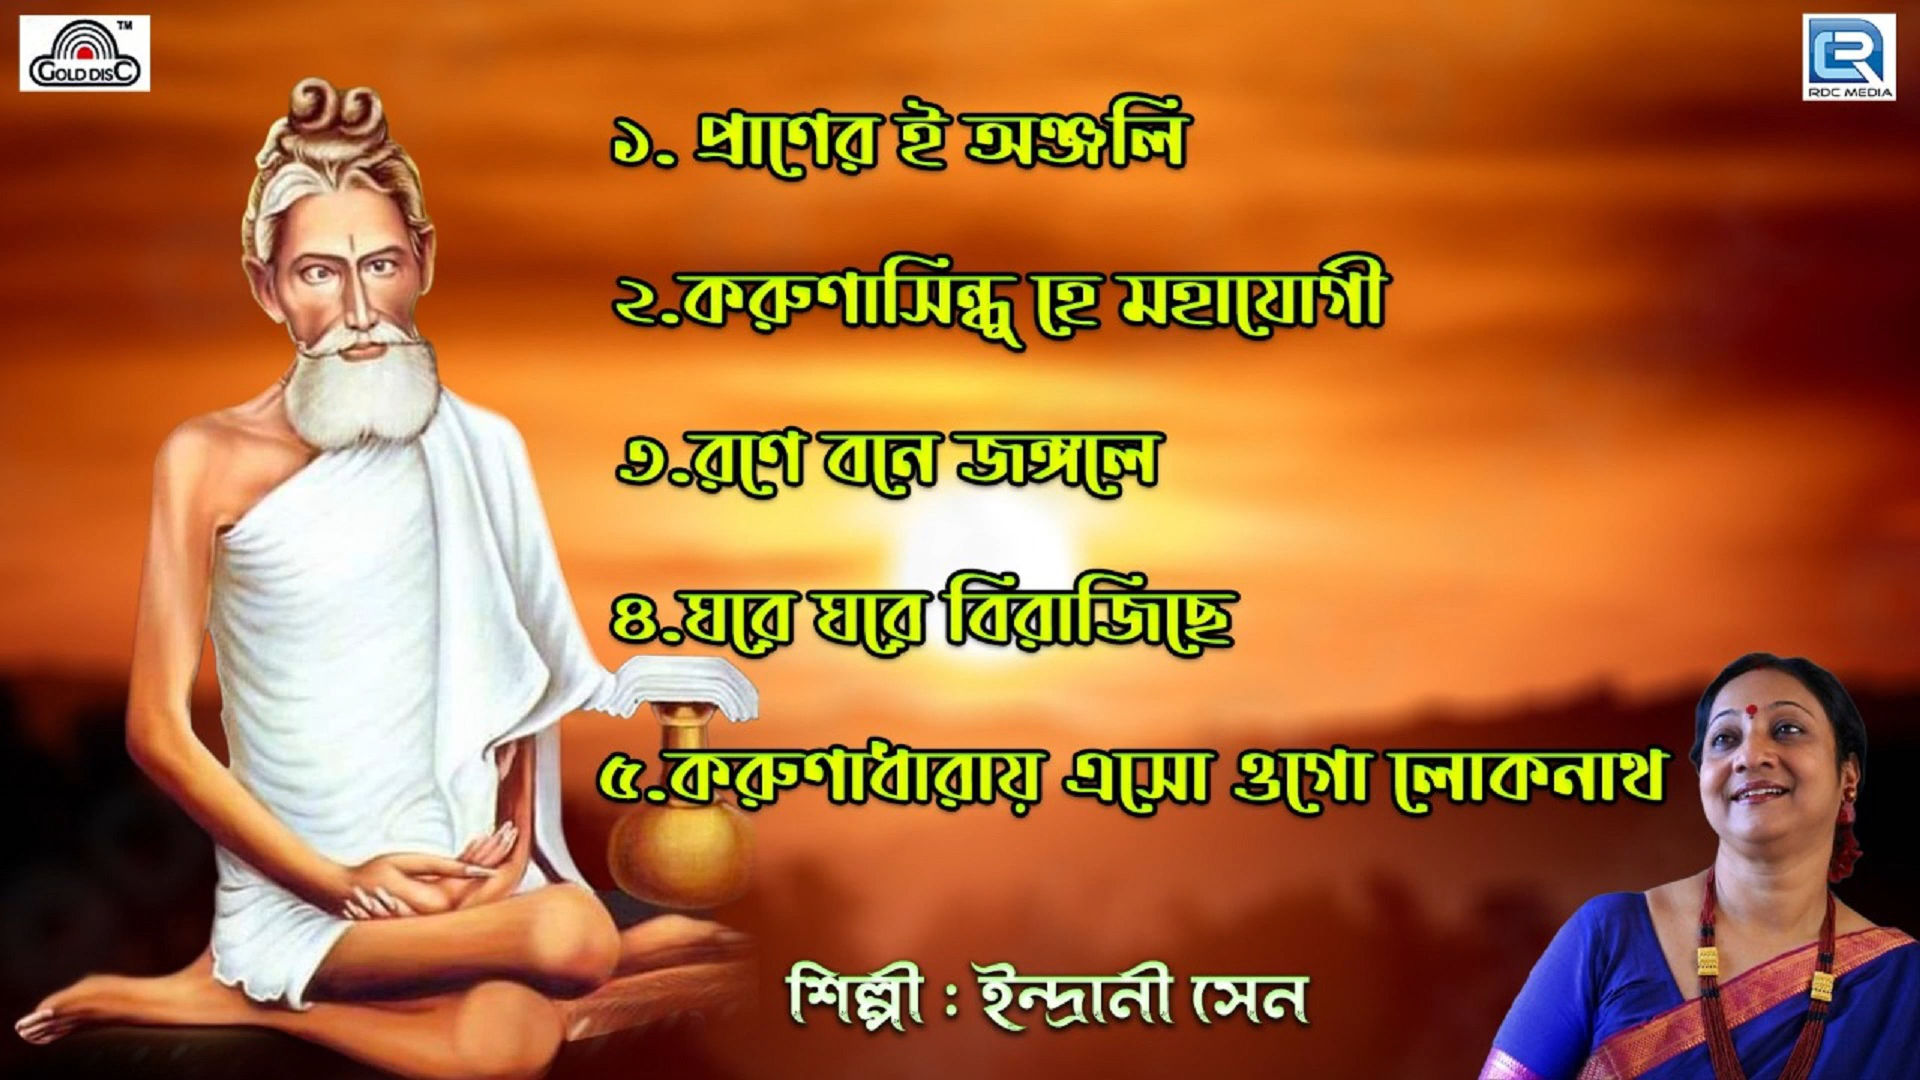 GOLD DISC
TM
RDC MEDIA
১. প্রাণের ই অঞ্জলি
২.করুণাসিন্ধু হে মহাযোগী
৩.রণে বনে জঙ্গলে
৪.ঘরে ঘরে বিরাজিছে
৫.করুণাধারায় এসো ওগো লোকনাথ
শিল্পী : ইন্দ্রানী সেন